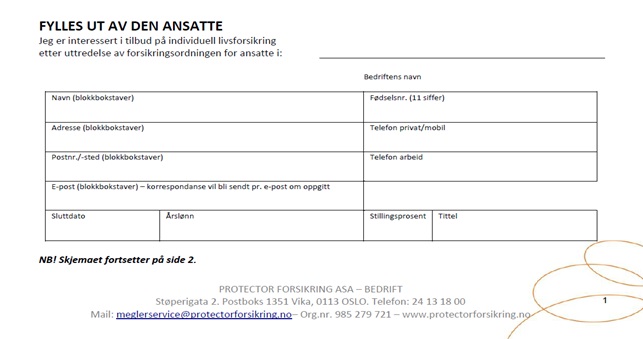 FYLLES UT AV DEN ANSATTE
Jeg er interessert i tilbud på individuell livsforsikring
etter uttredelse av forsikringsordningen for ansatte i:
Bedriftens navn
Navn (blokkbokstaver) Fødselsnr. (11 siffer)
Adresse (blokkbokstaver) Telefon privat/mobil
Postnr./-sted (blokkbokstaver) Telefon arbeid
E-post (blokkbokstaver) – korrespondanse vil bli sendt pr. e-post om oppgitt
Sluttdato Årslønn Stillingsprosent Tittel
NB! Skjemaet fortsetter på side 2.
PROTECTOR FORSIKRING ASA – BEDRIFT
Støperigata 2. Postboks 1351 Vika, 0113 OSLO. Telefon: 24 13 18 00
1
Mail: meglerservice@protectorforsikring.no– Org.nr. 985 279 721 – www.protectorforsikring.no